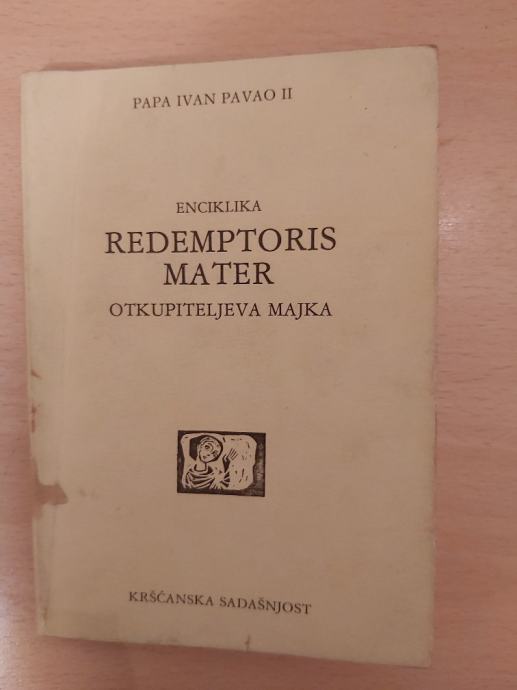 PAPA IVAN PAVAO II
ENCIKLIKA
REDEMPTORIS
MATER
OTKUPITELJEVA MAJKA
KRŠĆANSKA SADAŠNJOST